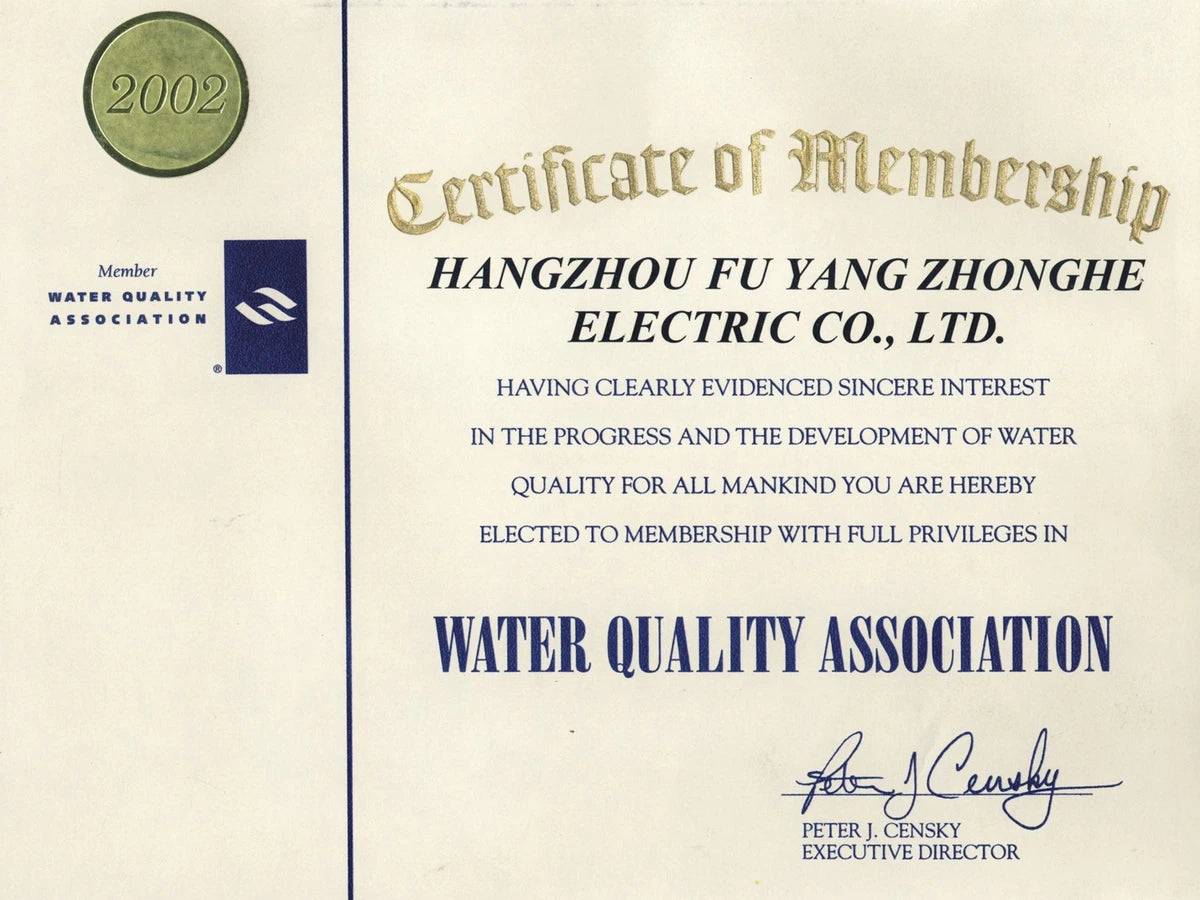 2002
Member
WATER QUALITY
ASSOCIATION
®
Certificate of Membership
HANGZHOU FU YANG ZHONGHE
ELECTRIC CO., LTD.
HAVING CLEARLY EVIDENCED SINCERE INTEREST
IN THE PROGRESS AND THE DEVELOPMENT OF WATER
QUALITY FOR ALL MANKIND YOU ARE HEREBY
ELECTED TO MEMBERSHIP WITH FULL PRIVILEGES IN
WATER QUALITY ASSOCIATION
Peter J Censky
PETER J. CENSKY
EXECUTIVE DIRECTOR